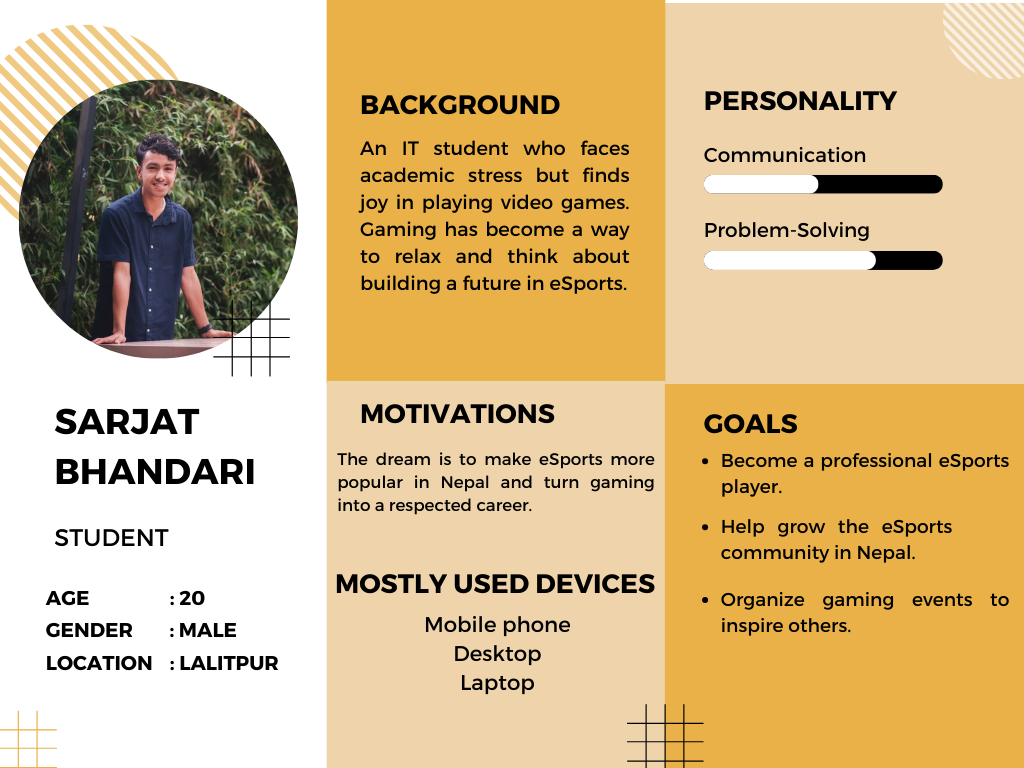 SARJAT
BHANDARI
STUDENT
AGE : 20
GENDER : MALE
LOCATION : LALITPUR
BACKGROUND
An IT student who faces
academic stress but finds
joy in playing video games.
Gaming has become a way
to relax and think about
building a future in eSports.
PERSONALITY
Communication
Problem-Solving
MOTIVATIONS
The dream is to make eSports more
popular in Nepal and turn gaming
into a respected career.
MOSTLY USED DEVICES
Mobile phone
Desktop
Laptop
GOALS
• Become a professional eSports
player.
• Help grow the eSports
community in Nepal.
• Organize gaming events to
inspire others.